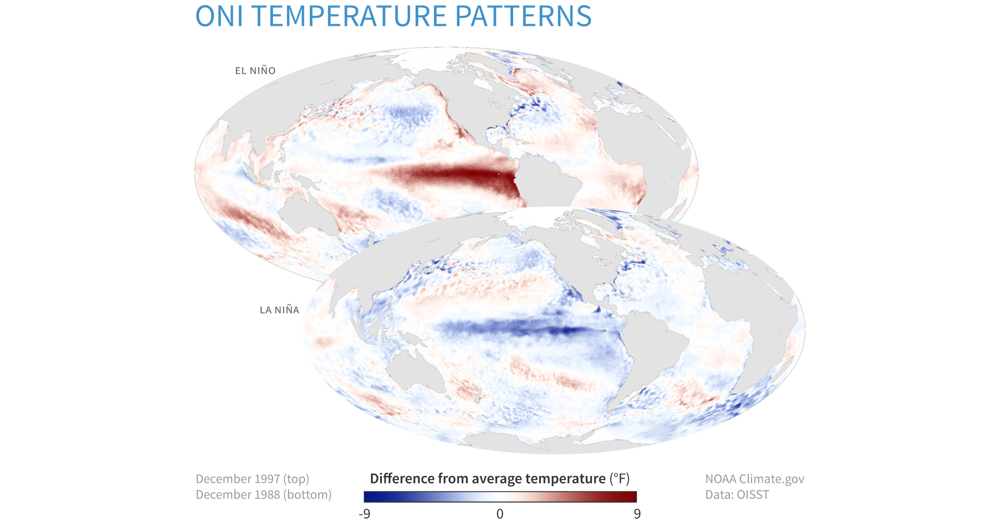 ONI TEMPERATURE PATTERNS
EL NIÑO
LA NIÑA
December 1997 (top)
December 1988 (bottom)
Difference from average temperature (°F)
-9 0 9
NOAA Climate.gov
Data: OISST